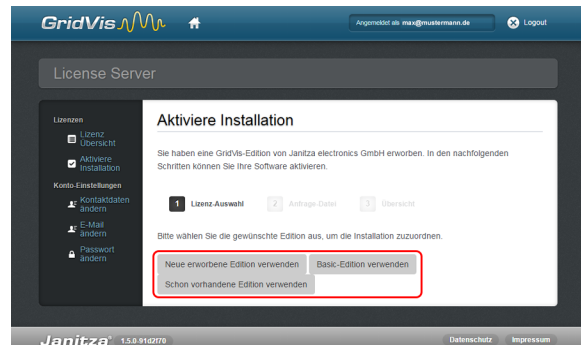 GridVis
Angemeldet als max@mustermann.de
Logout
License Server
Lizenzen
Lizenz
Übersicht
Aktiviere
Installation
Konto-Einstellungen
Kontaktdaten
ändern
E-Mail
ändern
Passwort
ändern
Aktiviere Installation
Sie haben eine GridVis-Edition von Janitza electronics GmbH erworben. In den nachfolgenden
Schritten können Sie Ihre Software aktivieren.
1 Lizenz-Auswahl 2 Anfrage-Datei 3 Übersicht
Bitte wählen Sie die gewünschte Edition aus, um die Installation zuzuordnen.
Neue erworbene Edition verwenden Basic-Edition verwenden
Schon vorhandene Edition verwenden
Janitza® 1.5.0-91d2f70 Datenschutz Impressum